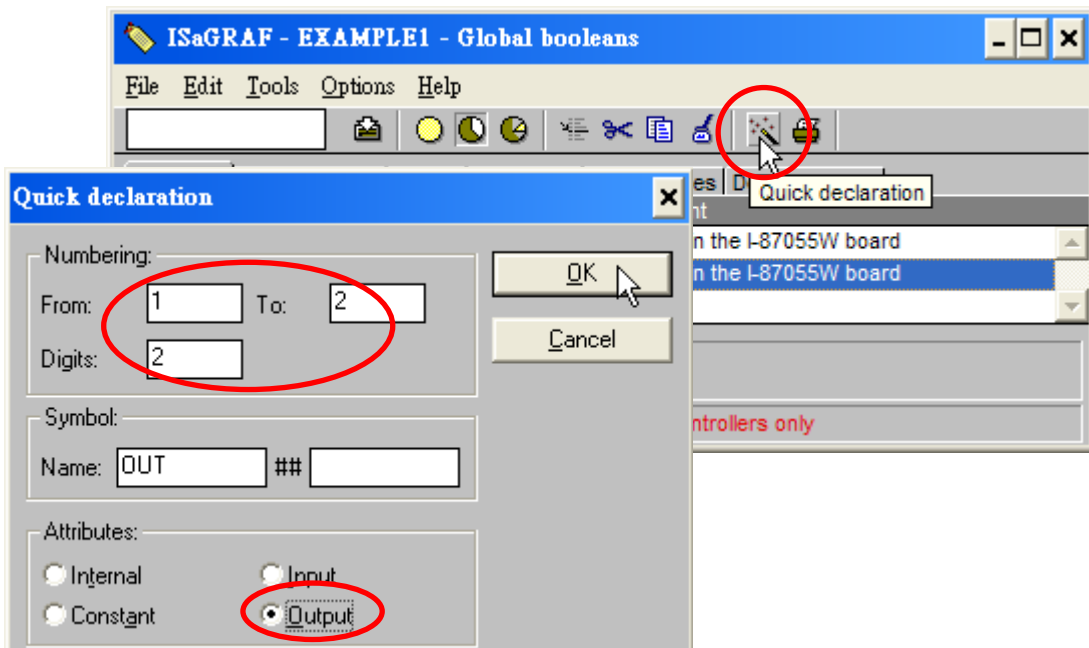 ISaGRAF - EXAMPLE1 - Global booleans
File Edit Tools Options Help
Quick declaration
n the I-87055W board
n the I-87055W board
ntrollers only
Quick declaration
Numbering:
From: 1 To: 2
Digits: 2
OK
Cancel
Symbol:
Name: OUT ##
Attributes:
Internal Input
Constant Output